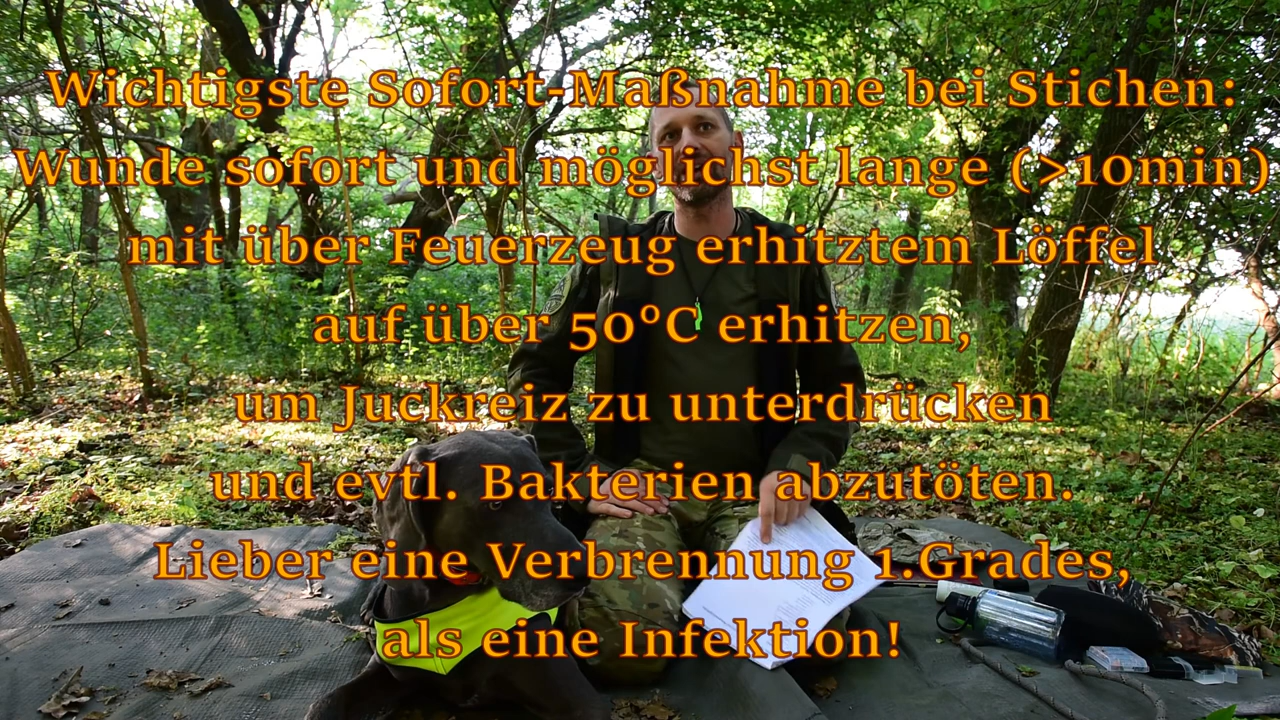 Wichtigste Sofort-Maßnahme bei Stichen:
Wunde sofort und möglichst lange (>10min)
mit über Feuerzeug erhitztem Löffel
auf über 50°C erhitzen,
um Juckreiz zu unterdrücken
und evtl. Bakterien abzutöten.
Lieber eine Verbrennung 1.Grades,
als eine Infektion!